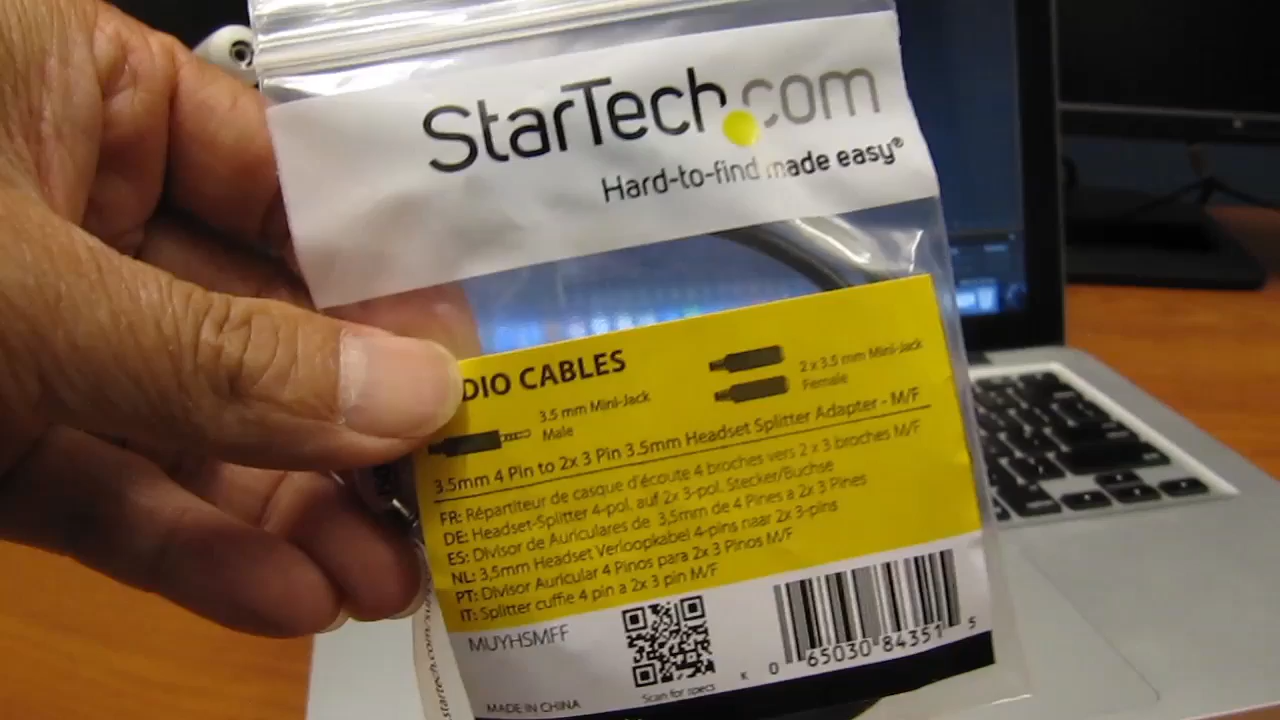 StarTech.com
Hard-to-find made easy®
DIO CABLES
3.5 mm Mini-Jack
Male
2 x 3.5 mm Mini-Jack
Female
3.5mm 4 Pin to 2x 3 Pin 3.5mm Headset Splitter Adapter - M/F
FR: Répartiteur de casque d'écoute 4 broches vers 2 x 3 broches M/F
DE: Headset-Splitter 4-pol. auf 2x 3-pol. Stecker/Buchse
ES: Divisor de Auriculares de 3,5mm de 4 Pines a 2x 3 Pines
NL: 3,5mm Headset Verloopkabel 4-pins naar 2x 3-pins
PT: Divisor Auricular 4 Pinos para 2x 3 Pinos M/F
IT: Splitter cuffie 4 pin a 2x 3 pin M/F
MUYHSMFF
Scan for specs
K 0 65030 84351 5
MADE IN CHINA